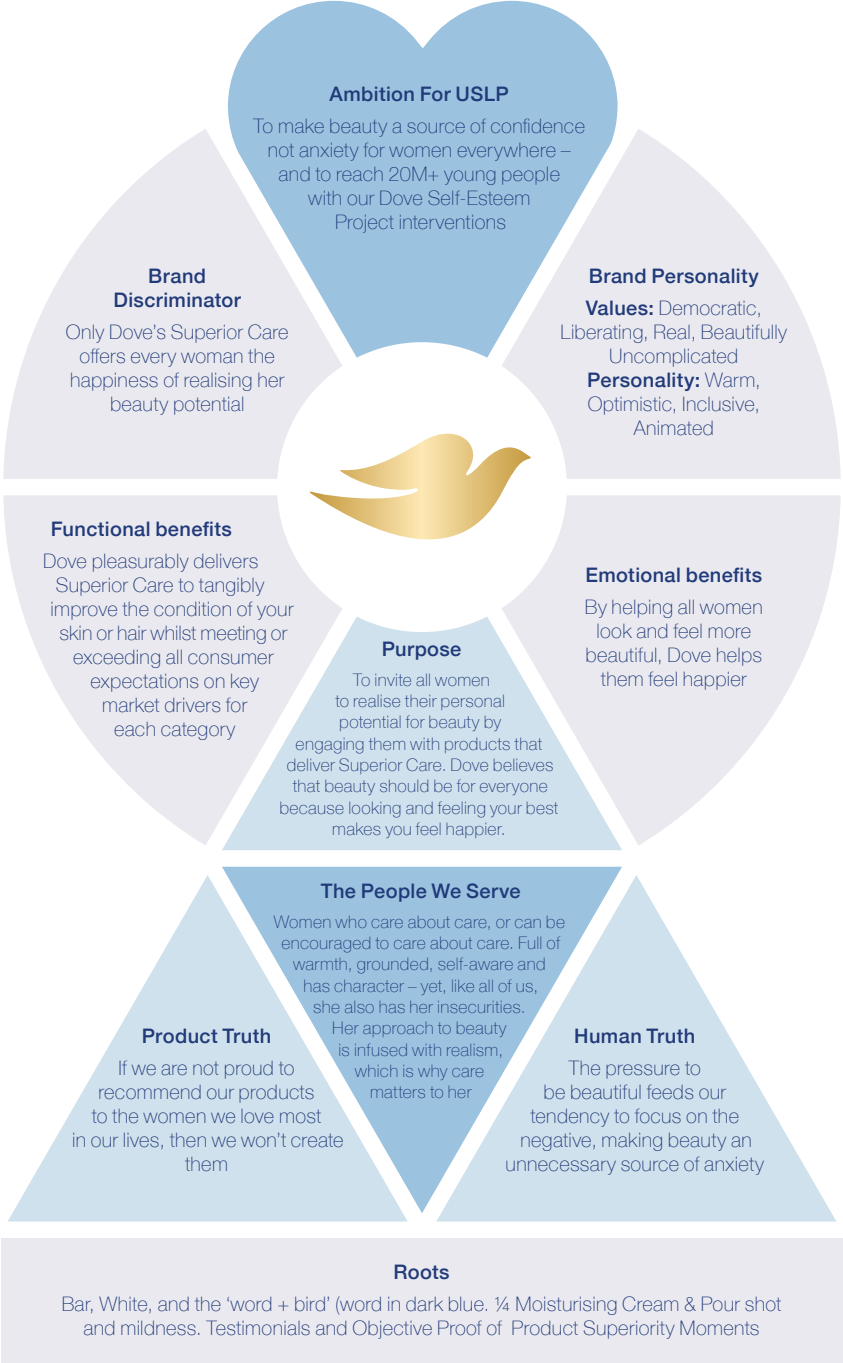 Ambition For USLP
To make beauty a source of confidence
not anxiety for women everywhere –
and to reach 20M+ young people
with our Dove Self-Esteem
Project interventions
Brand
Discriminator
Only Dove's Superior Care
offers every woman the
happiness of realising her
beauty potential
Brand Personality
Values: Democratic,
Liberating, Real, Beautifully
Uncomplicated
Personality: Warm,
Optimistic, Inclusive,
Animated
Functional benefits
Dove pleasurably delivers
Superior Care to tangibly
improve the condition of your
skin or hair whilst meeting or
exceeding all consumer
expectations on key
market drivers for
each category
Emotional benefits
By helping all women
look and feel more
beautiful, Dove helps
them feel happier
Purpose
To invite all women
to realise their personal
potential for beauty by
engaging them with products that
deliver Superior Care. Dove believes
that beauty should be for everyone
because looking and feeling your best
makes you feel happier.
The People We Serve
Women who care about care, or can be
encouraged to care about care. Full of
warmth, grounded, self-aware and
has character – yet, like all of us,
she also has her insecurities.
Her approach to beauty
is infused with realism,
which is why care
matters to her
Product Truth
If we are not proud to
recommend our products
to the women we love most
in our lives, then we won't create
them
Human Truth
The pressure to
be beautiful feeds our
tendency to focus on the
negative, making beauty an
unnecessary source of anxiety
Roots
Bar, White, and the 'word + bird' (word in dark blue. ¼ Moisturising Cream & Pour shot
and mildness. Testimonials and Objective Proof of Product Superiority Moments